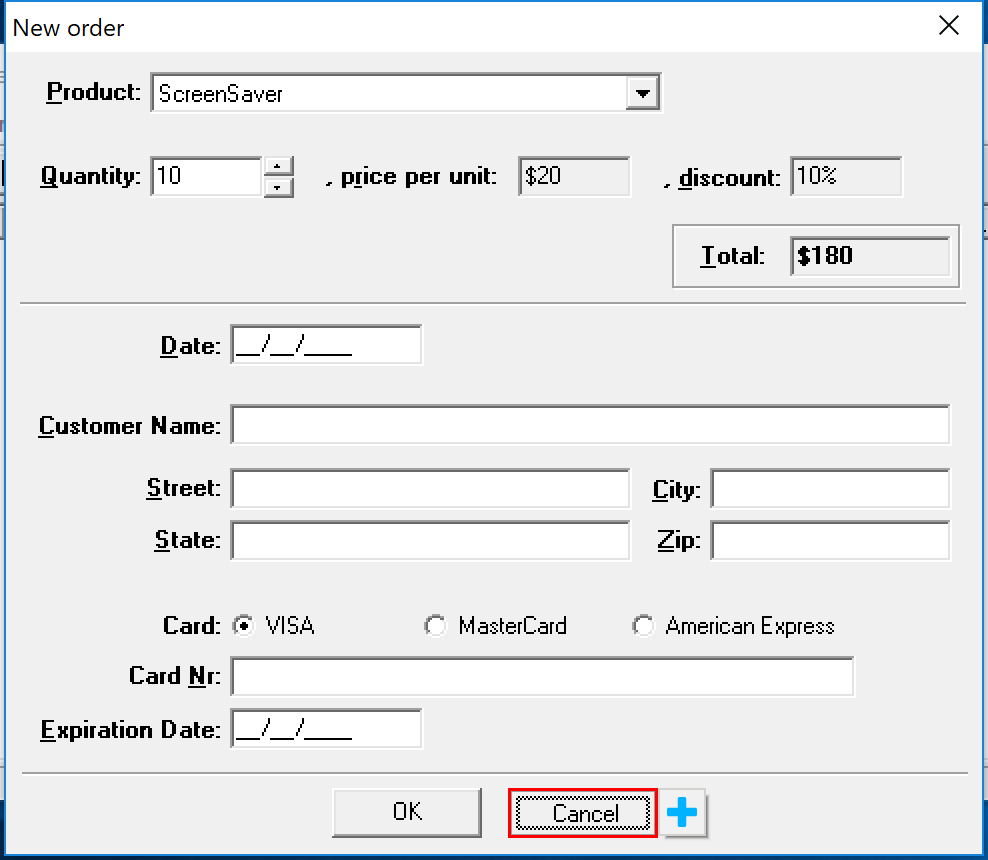 New order
Product: ScreenSaver
Quantity: 10 , price per unit: $20 , discount: 10%
Total: $180
Date: __/__/____
Customer Name:
Street: City:
State: Zip:
Card: VISA MasterCard American Express
Card Nr:
Expiration Date: __/__/____
OK Cancel